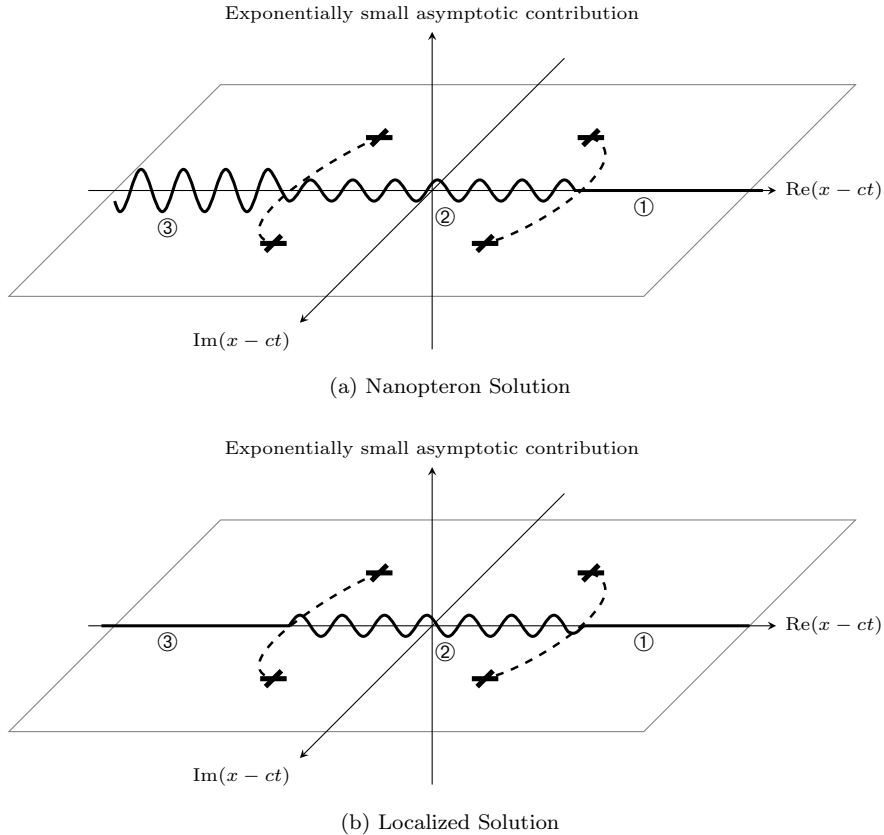 Exponentially small asymptotic contribution
Re(x − ct)
①
②
③
Im(x − ct)
(a) Nanopteron Solution
Exponentially small asymptotic contribution
Re(x − ct)
③
②
①
Im(x − ct)
(b) Localized Solution